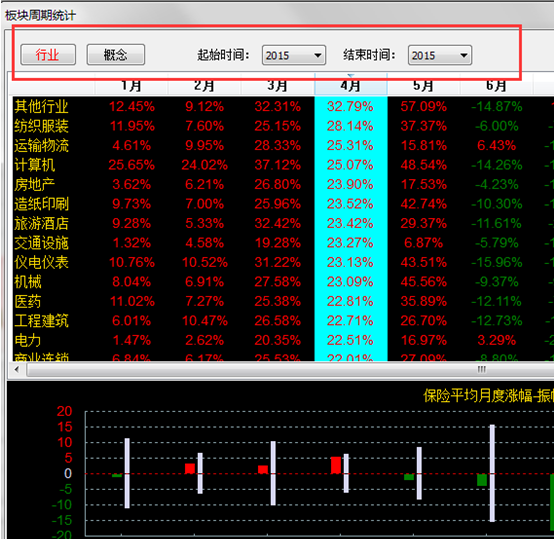 板块周期统计
行业 概念 起始时间： 2015 结束时间： 2015
1月 2月 3月 4月 5月 6月
其他行业 12.45% 9.12% 32.31% 32.79% 57.09% -14.87%
纺织服装 11.95% 7.60% 25.15% 28.14% 37.37% -6.00%
运输物流 4.61% 9.95% 28.33% 25.31% 15.81% 6.43%
计算机 25.65% 24.02% 37.12% 25.07% 48.54% -14.26%
房地产 3.62% 6.21% 26.80% 23.90% 17.53% -4.23%
造纸印刷 9.73% 7.00% 25.96% 23.52% 42.74% -10.30%
旅游酒店 9.28% 5.33% 32.42% 23.42% 29.37% -11.61%
交通设施 1.32% 4.58% 19.28% 23.27% 6.87% -5.79%
仪电仪表 10.76% 10.52% 31.22% 23.13% 43.51% -15.96%
机械 8.04% 6.91% 27.58% 23.09% 45.56% -9.37%
医药 11.02% 7.27% 25.38% 22.81% 35.89% -12.11%
工程建筑 6.01% 10.47% 26.58% 22.71% 26.70% -12.73%
电力 1.47% 2.62% 20.35% 22.51% 16.97% 3.29%
商业连锁 6.84% 6.17% 25.53% 22.01% 27.09% -8.80%
保险平均月度涨幅-振幅
20
15
10
5
0
-5
-10
-15
-20